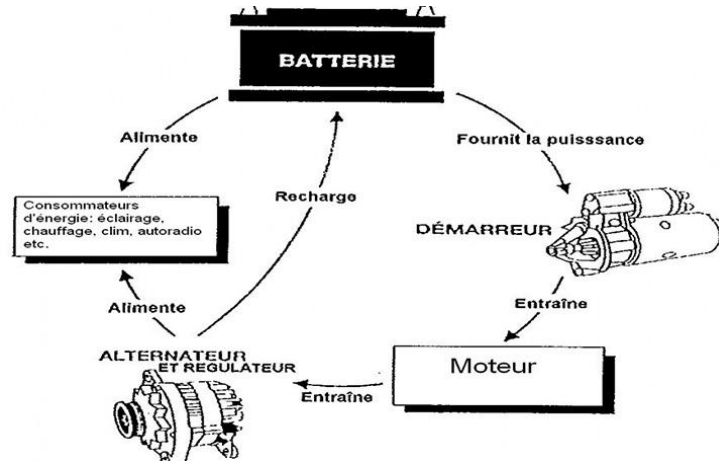 BATTERIE
Alimente
Fournit la puisssance
Recharge
Consommateurs
d'énergie: éclairage,
chauffage, clim, autoradio
etc.
DÉMARREUR
Alimente
Entraîne
ALTERNATEUR
ET REGULATEUR
Entraîne
Moteur